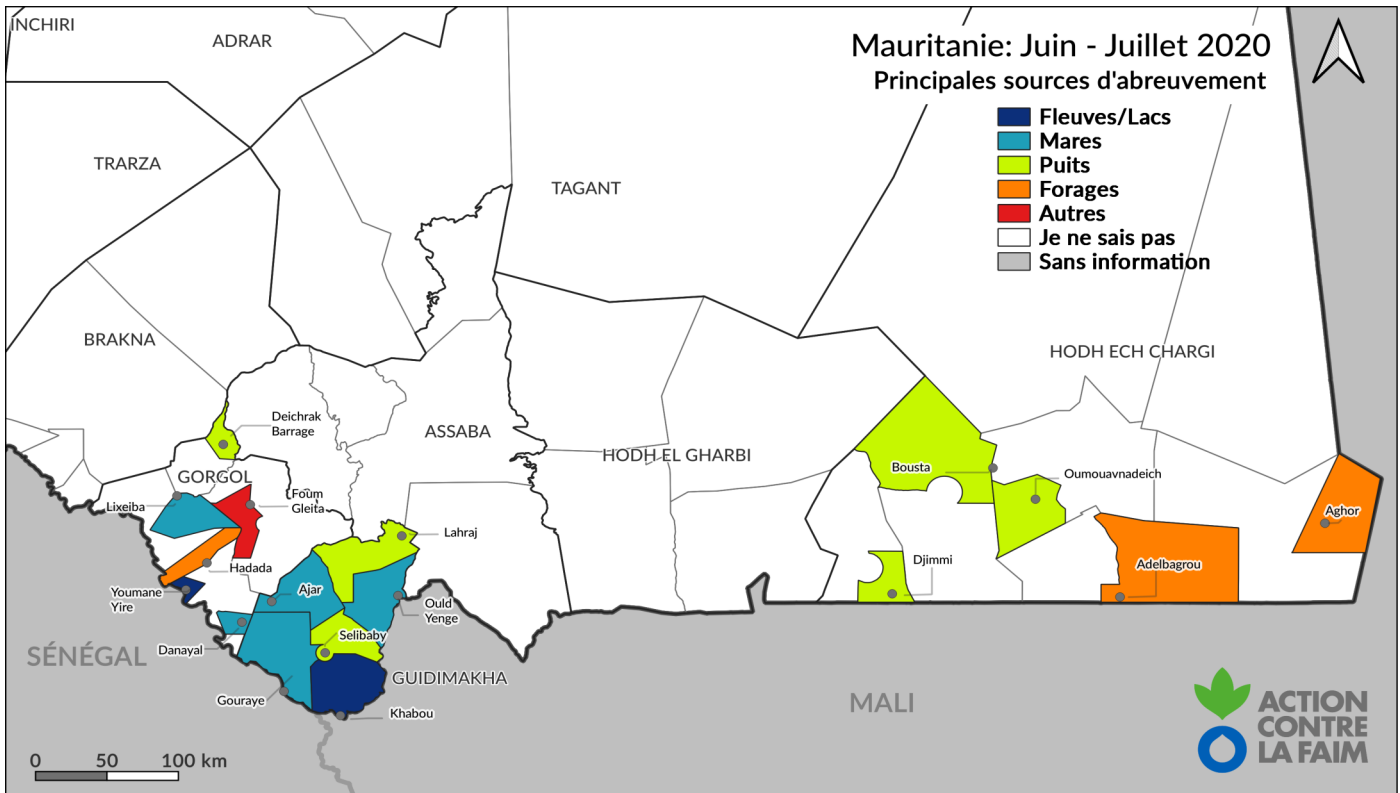 INCHIRI
ADRAR
Mauritanie: Juin - Juillet 2020
Principales sources d'abreuvement
Fleuves/Lacs
Mares
Puits
Forages
Autres
Je ne sais pas
Sans information
TRARZA
TAGANT
BRAKNA
HODH ECH CHARGI
Deichrak
Barrage
ASSABA
HODH EL GHARBI
Bousta
Oumouavnadeich
GORGOL
Lixeiba
Foum
Gleita
Aghor
Lahraj
Hadada
Djimmi
Adelbagrou
Youmane
Yire
Ajar
Ould
Yenge
Danayal
Selibaby
SÉNÉGAL
GUIDIMAKHA
Gouraye
Khabou
MALI
ACTION
CONTRE
LA FAIM
0 50 100 km